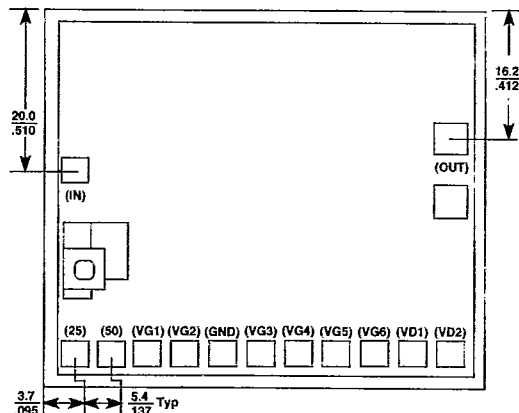 16.2
.412
20.0
.510
(IN)
(OUT)
(25) (50) (VG1) (VG2) (GND) (VG3) (VG4) (VG5) (VG6) (VD1) (VD2)
3.7
.095
5.4 Typ
.137